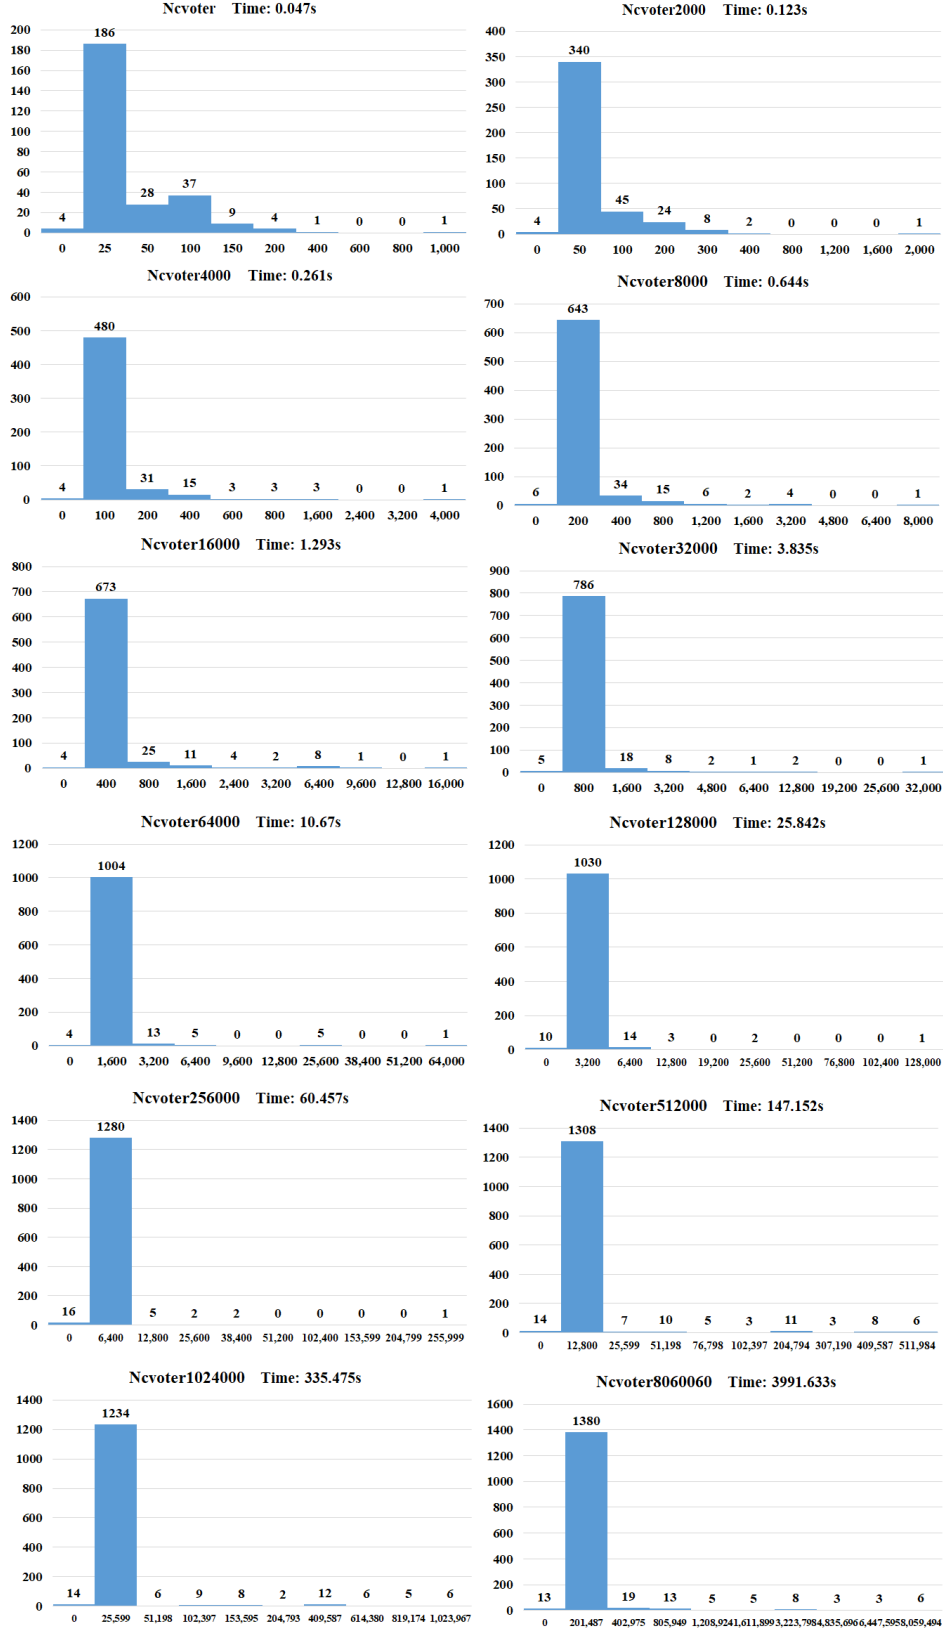 Ncvoter Time: 0.047s
200
180
160
140
120
100
80
60
40
20
0
4 186 28 37 9 4 1 0 0 1
0 25 50 100 150 200 400 600 800 1,000
Ncvoter2000 Time: 0.123s
400
350
300
250
200
150
100
50
0
4 340 45 24 8 2 0 0 0 1
0 50 100 200 300 400 800 1,200 1,600 2,000
Ncvoter4000 Time: 0.261s
600
500
400
300
200
100
0
4 480 31 15 3 3 3 0 0 1
0 100 200 400 600 800 1,600 2,400 3,200 4,000
Ncvoter8000 Time: 0.644s
700
600
500
400
300
200
100
0
6 643 34 15 6 2 4 0 0 1
0 200 400 800 1,200 1,600 3,200 4,800 6,400 8,000
Ncvoter16000 Time: 1.293s
800
700
600
500
400
300
200
100
0
4 673 25 11 4 2 8 1 0 1
0 400 800 1,600 2,400 3,200 6,400 9,600 12,800 16,000
Ncvoter32000 Time: 3.835s
900
800
700
600
500
400
300
200
100
0
5 786 18 8 2 1 2 0 0 1
0 800 1,600 3,200 4,800 6,400 12,800 19,200 25,600 32,000
Ncvoter64000 Time: 10.67s
1200
1000
800
600
400
200
0
4 1004 13 5 0 0 5 0 0 1
0 1,600 3,200 6,400 9,600 12,800 25,600 38,400 51,200 64,000
Ncvoter128000 Time: 25.842s
1200
1000
800
600
400
200
0
10 1030 14 3 0 2 0 0 0 1
0 3,200 6,400 12,800 19,200 25,600 51,200 76,800 102,400 128,000
Ncvoter256000 Time: 60.457s
1400
1200
1000
800
600
400
200
0
16 1280 5 2 2 0 0 0 0 1
0 6,400 12,800 25,600 38,400 51,200 102,400 153,599 204,799 255,999
Ncvoter512000 Time: 147.152s
1400
1200
1000
800
600
400
200
0
14 1308 7 10 5 3 11 3 8 6
0 12,800 25,599 51,198 76,798 102,397 204,794 307,190 409,587 511,984
Ncvoter1024000 Time: 335.475s
1400
1200
1000
800
600
400
200
0
14 1234 6 9 8 2 12 6 5 6
0 25,599 51,198 102,397 153,595 204,793 409,587 614,380 819,174 1,023,967
Ncvoter8060060 Time: 3991.633s
1600
1400
1200
1000
800
600
400
200
0
13 1380 19 13 5 5 8 3 3 6
0 201,487 402,975 805,949 1,208,924 1,611,899 3,223,798 4,835,696 6,447,595 8,059,494